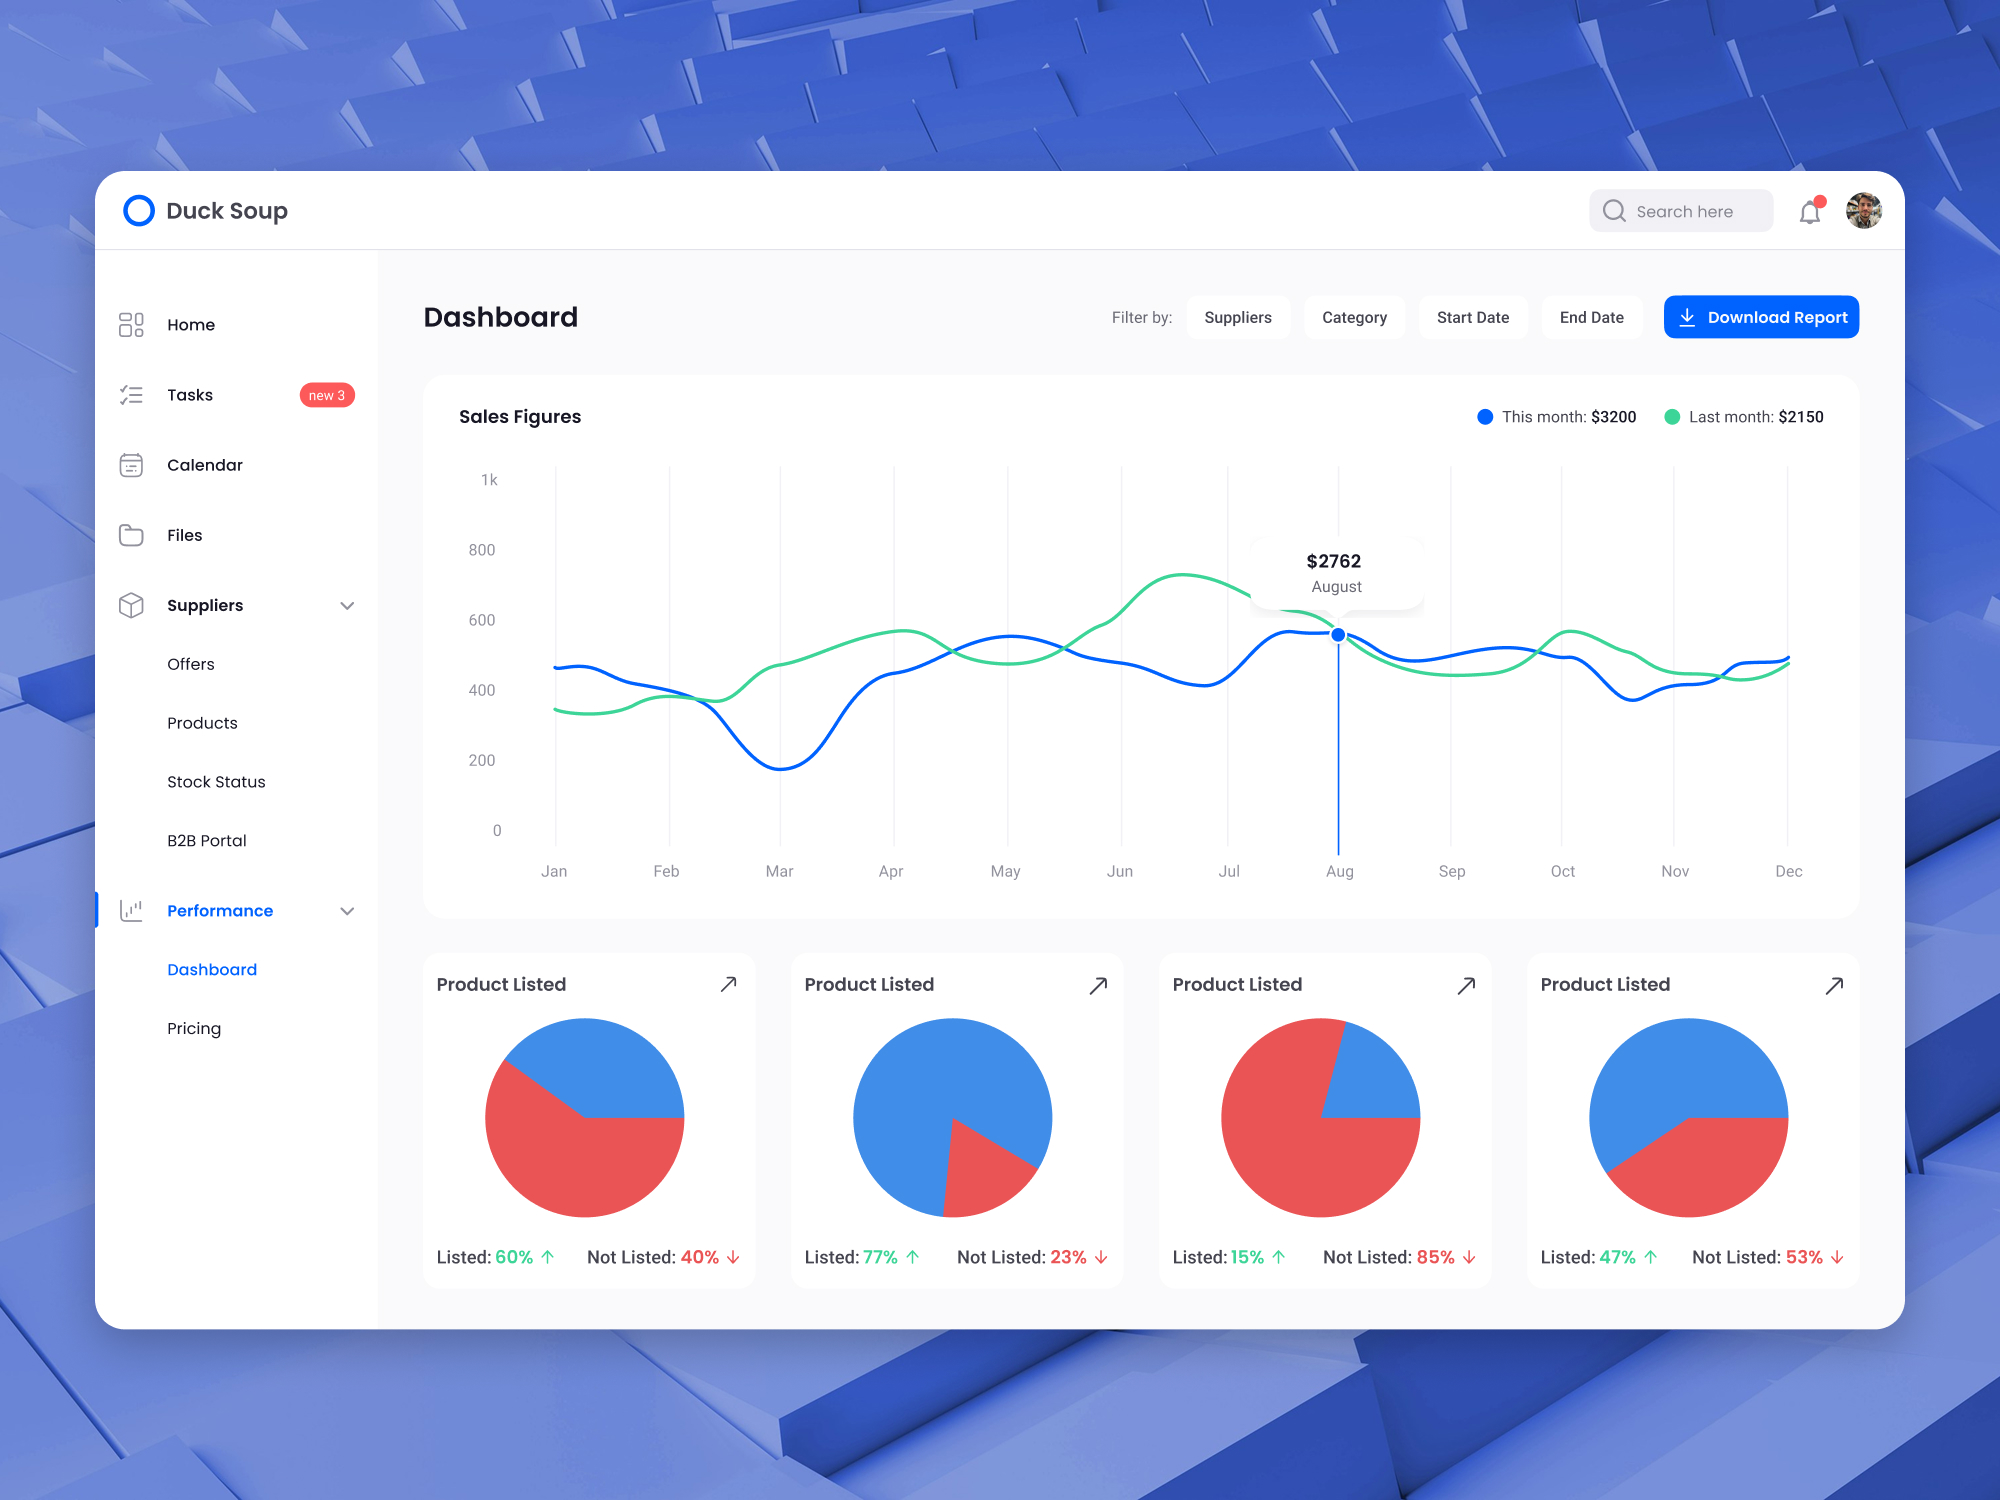 Duck Soup
Search here
Home
Tasks
new 3
Calendar
Files
Suppliers
Offers
Products
Stock Status
B2B Portal
Performance
Dashboard
Pricing
Dashboard
Filter by:
Suppliers
Category
Start Date
End Date
Download Report
Sales Figures
This month: $3200
Last month: $2150
1k
800
600
400
200
0
$2762
August
Jan
Feb
Mar
Apr
May
Jun
Jul
Aug
Sep
Oct
Nov
Dec
Product Listed
Listed: 60%
Not Listed: 40%
Product Listed
Listed: 77%
Not Listed: 23%
Product Listed
Listed: 15%
Not Listed: 85%
Product Listed
Listed: 47%
Not Listed: 53%